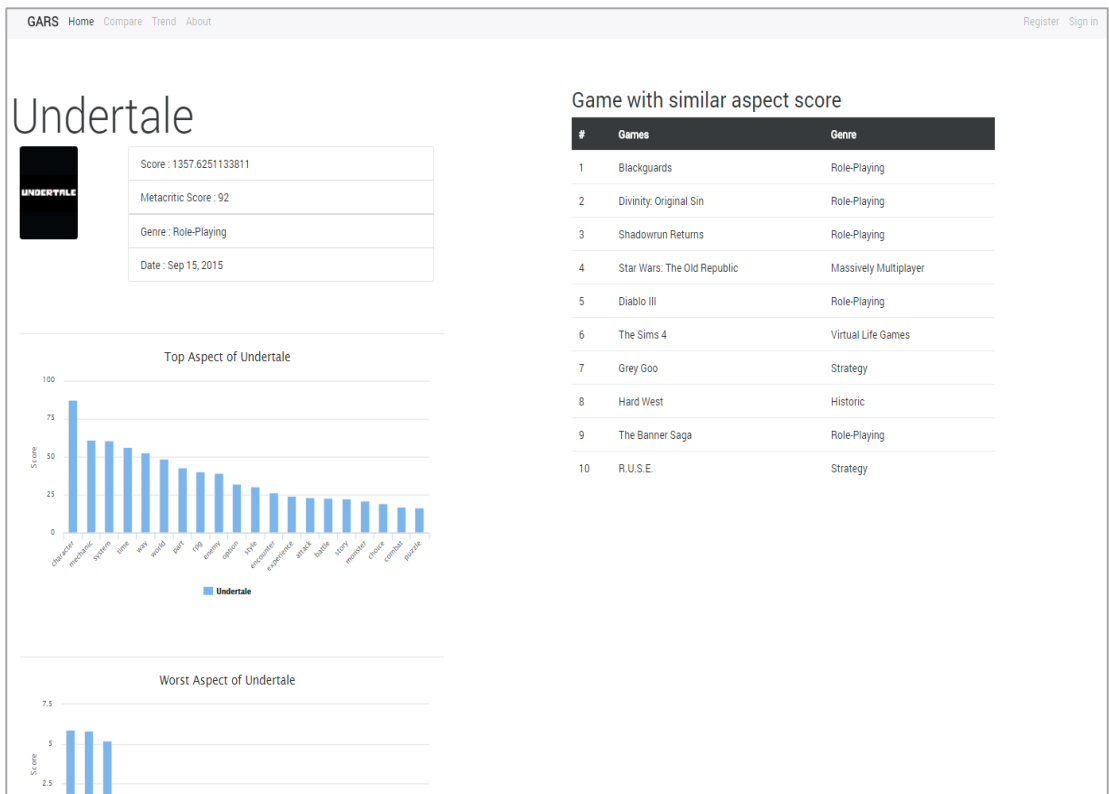 GARS Home Compare Trend About Register Sign in
Undertale
UNDERTALE
Score : 1357.6251133811
Metacritic Score : 92
Genre : Role-Playing
Date : Sep 15, 2015
Top Aspect of Undertale
100
75
50
25
0
Score
character mechanic system time way world part rpg enemy option style encounter experience attack battle story monster choice combat puzzle
Undertale
Worst Aspect of Undertale
7.5
5
2.5
Score
Game with similar aspect score
# Games Genre
1 Blackguards Role-Playing
2 Divinity: Original Sin Role-Playing
3 Shadowrun Returns Role-Playing
4 Star Wars: The Old Republic Massively Multiplayer
5 Diablo III Role-Playing
6 The Sims 4 Virtual Life Games
7 Grey Goo Strategy
8 Hard West Historic
9 The Banner Saga Role-Playing
10 R.U.S.E. Strategy